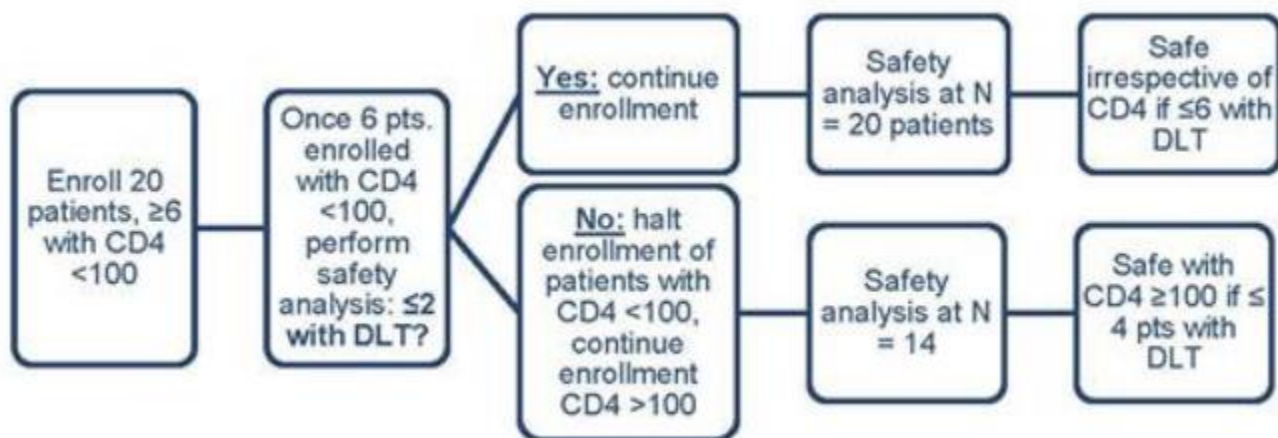 Enroll 20
patients, ≥6
with CD4
<100
Once 6 pts.
enrolled
with CD4
<100,
perform
safety
analysis: ≤2
with DLT?
Yes: continue
enrollment
Safety
analysis at N
= 20 patients
Safe
irrespective of
CD4 if ≤6 with
DLT
No: halt
enrollment of
patients with
CD4 <100,
continue
enrollment
CD4 >100
Safety
analysis at N
= 14
Safe with
CD4 ≥100 if ≤
4 pts with
DLT